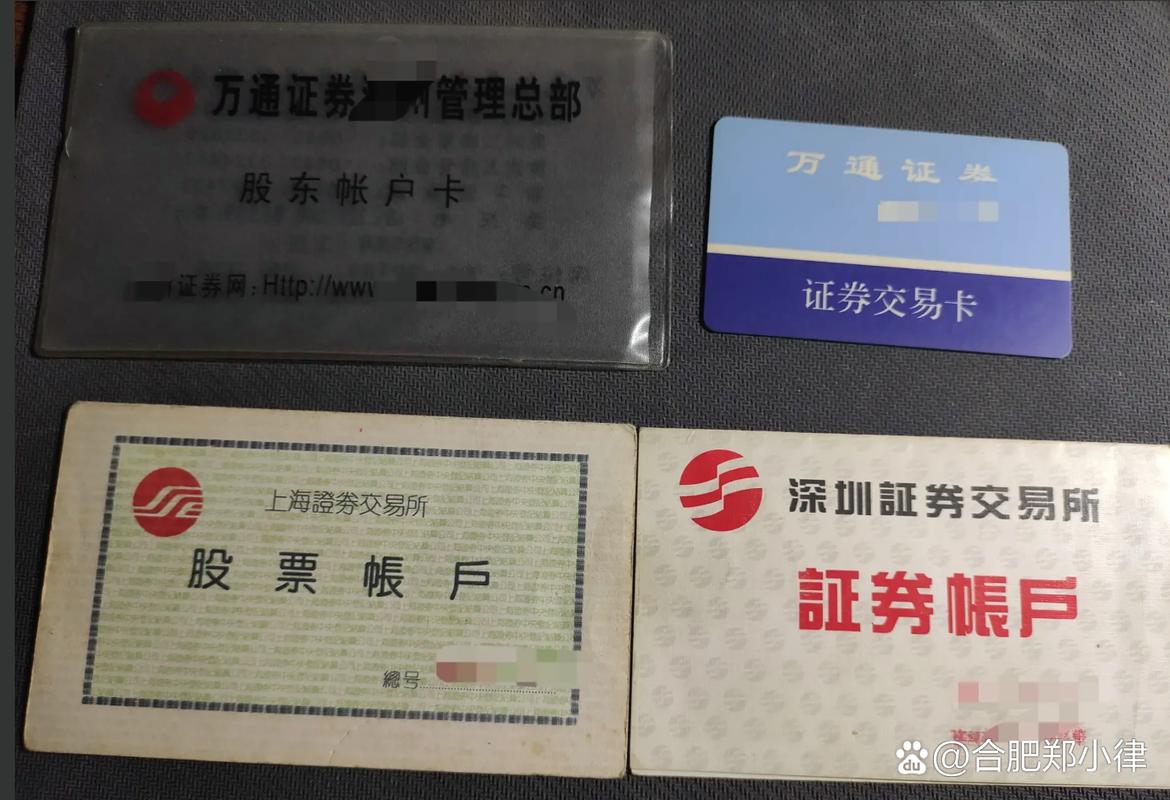 万通证券 管理总部
股东帐户卡
证券网:Http://www .cn
万通证券
证券交易卡
上海證券交易所
股票帳戶
總号
深圳証券交易所
証券帳戶
@合肥郑小律